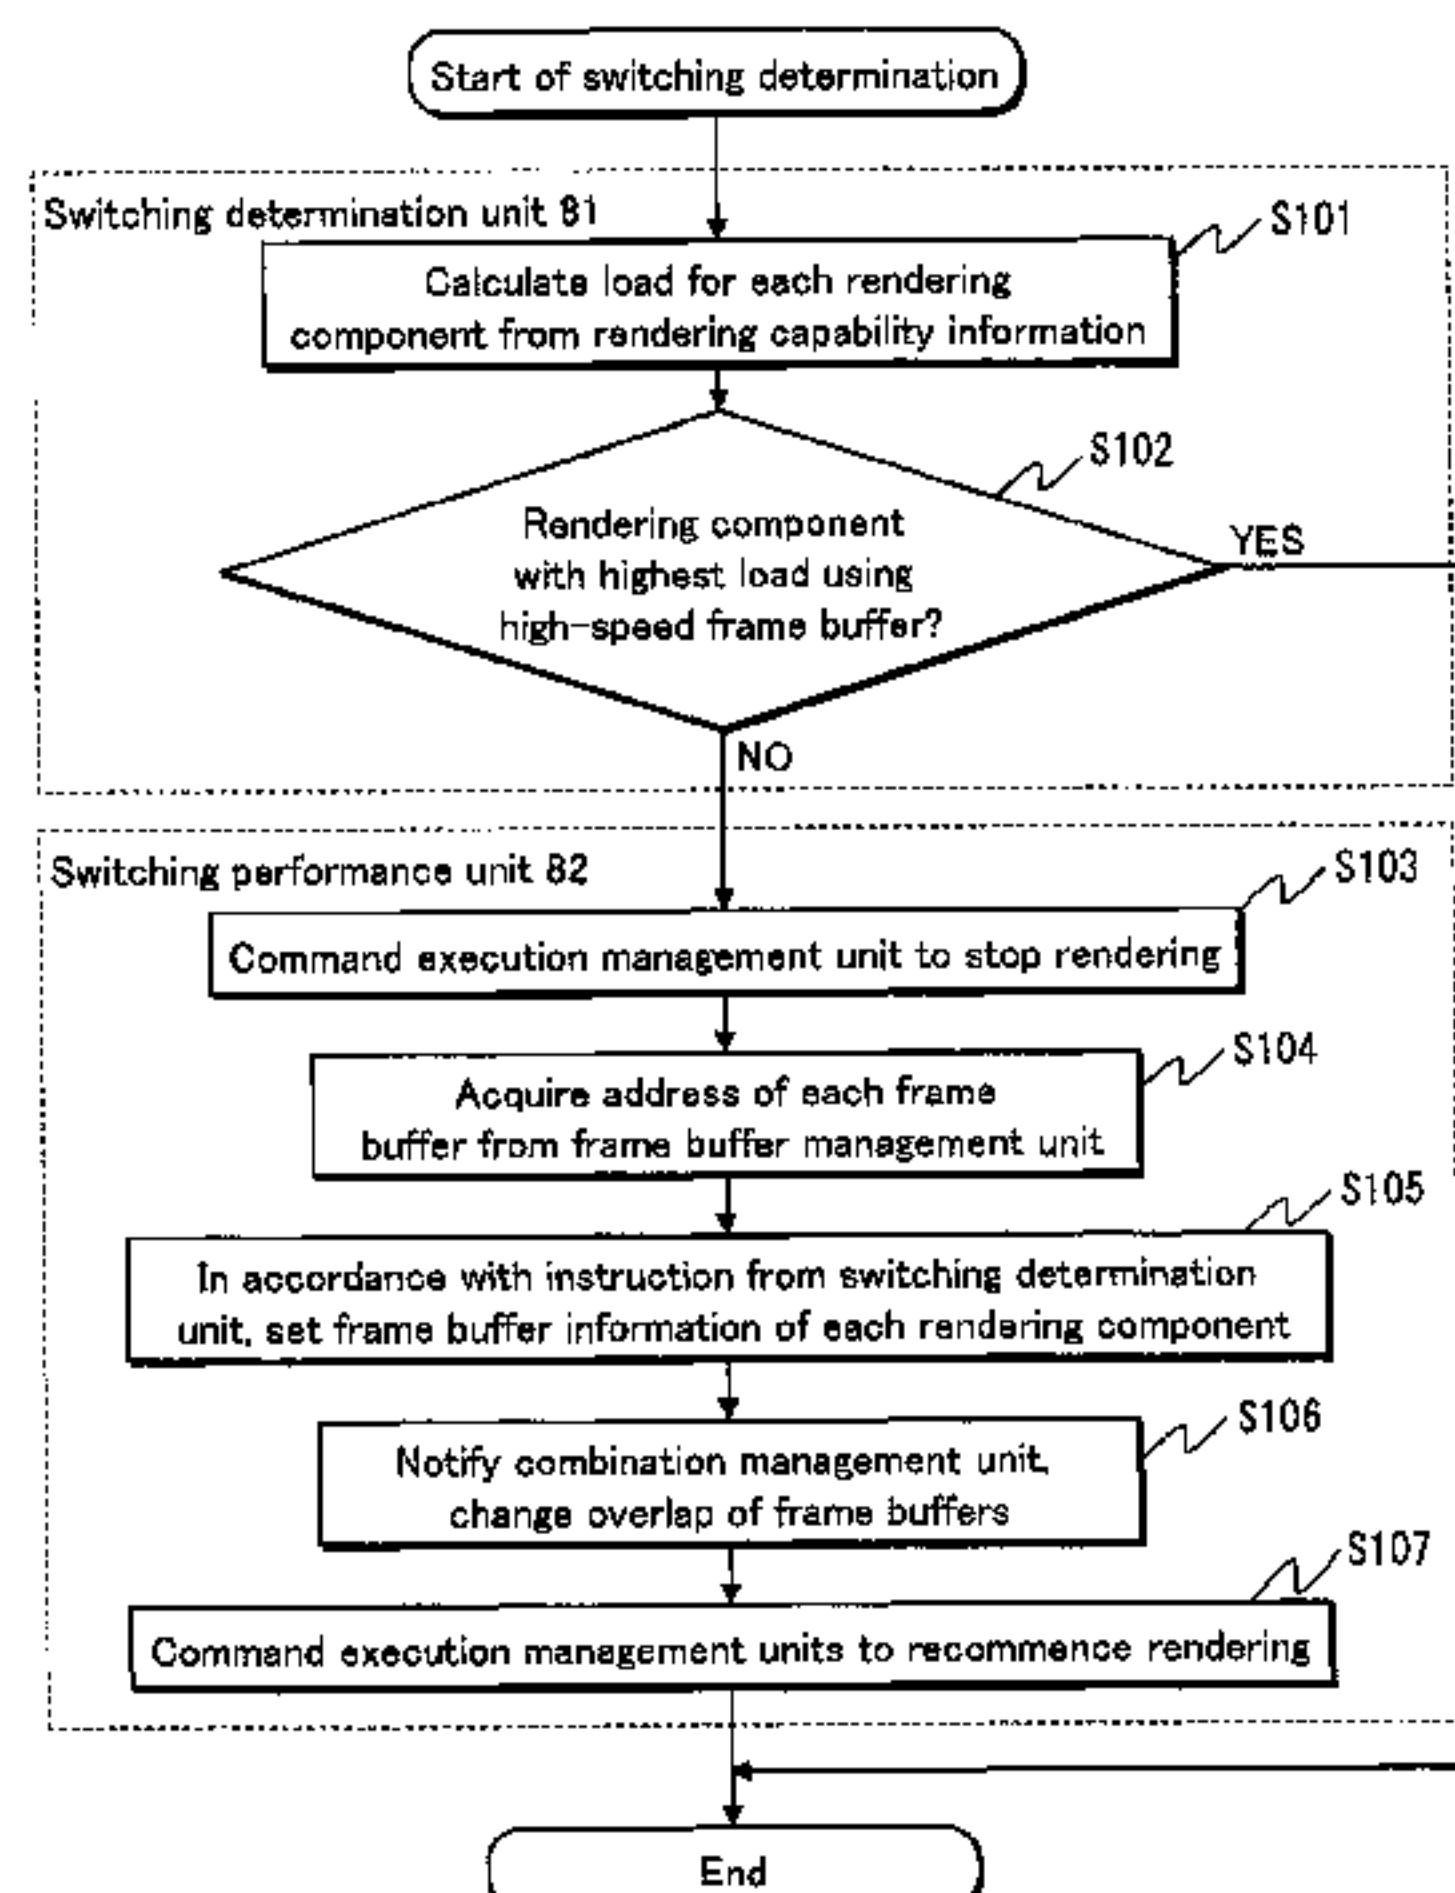 Start of switching determination
Switching determination unit 81
S101
Calculate load for each rendering
component from rendering capability information
S102
Rendering component
with highest load using
high-speed frame buffer?
YES
NO
Switching performance unit 82
S103
Command execution management unit to stop rendering
S104
Acquire address of each frame
buffer from frame buffer management unit
S105
In accordance with instruction from switching determination
unit, set frame buffer information of each rendering component
S106
Notify combination management unit,
change overlap of frame buffers
S107
Command execution management units to recommence rendering
End